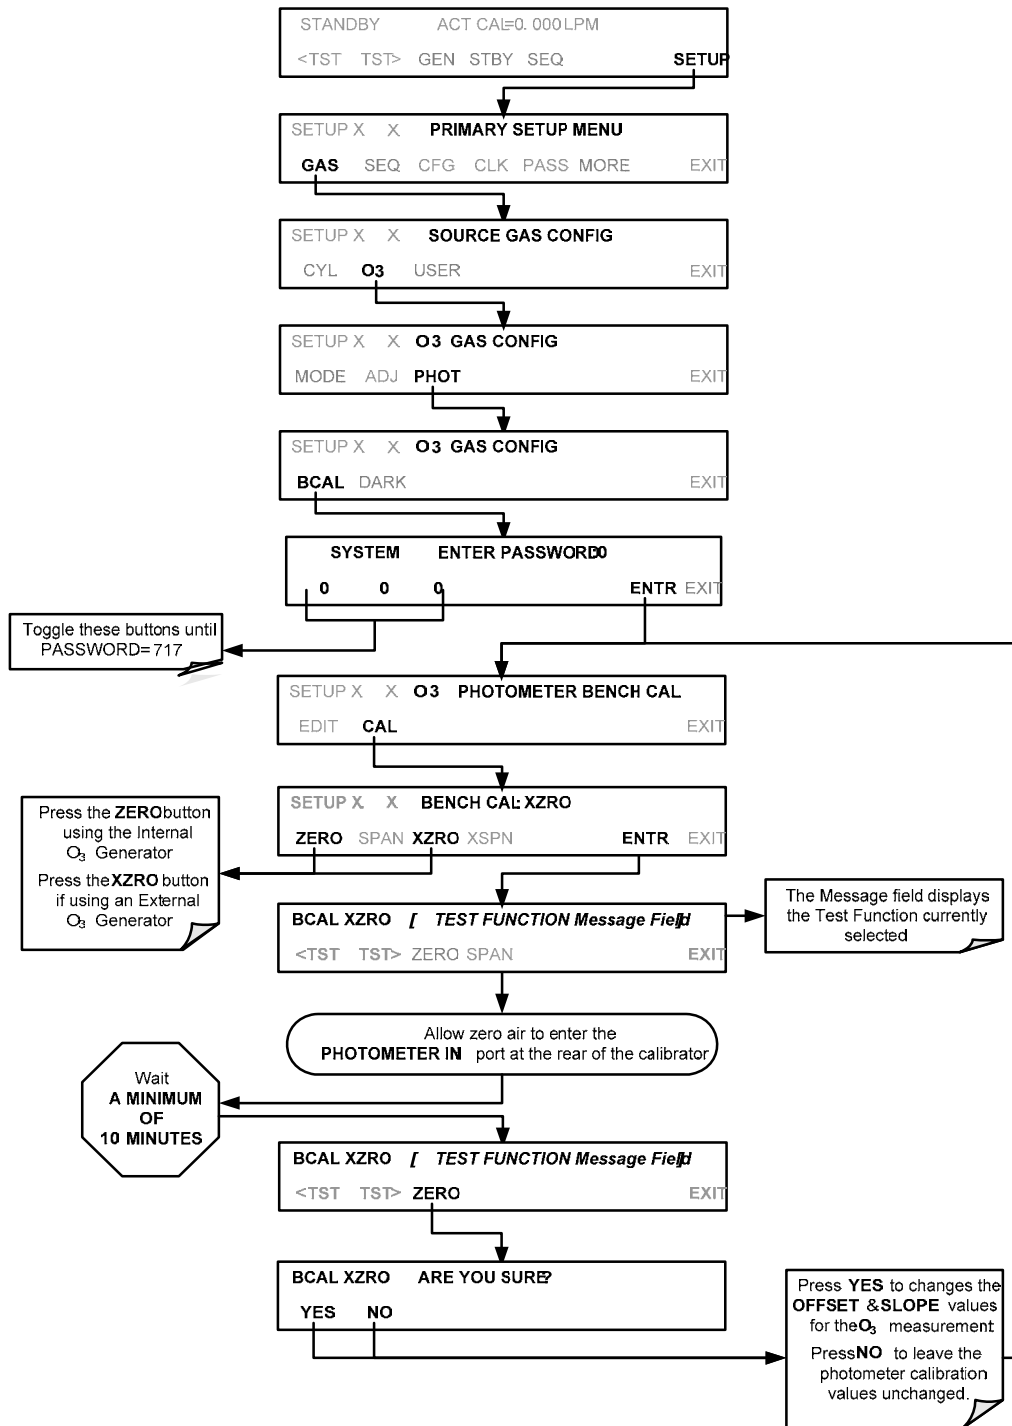 STANDBY ACT CAL=0. 000 LPM
<TST TST> GEN STBY SEQ SETUP
SETUP X X PRIMARY SETUP MENU
GAS SEQ CFG CLK PASS MORE EXIT
SETUP X X SOURCE GAS CONFIG
CYL O3 USER EXIT
SETUP X X O3 GAS CONFIG
MODE ADJ PHOT EXIT
SETUP X X O3 GAS CONFIG
BCAL DARK EXIT
SYSTEM ENTER PASSWORD:0
0 0 0 ENTR EXIT
Toggle these buttons until
PASSWORD=717
SETUP X X O3 PHOTOMETER BENCH CAL
EDIT CAL EXIT
SETUP X X BENCH CAL: XZRO
ZERO SPAN XZRO XSPN ENTR EXIT
Press the ZERO button
using the Internal
O3 Generator
Press the XZRO button
if using an External
O3 Generator
BCAL XZRO [ TEST FUNCTION Message Field]
<TST TST> ZERO SPAN EXIT
The Message field displays
the Test Function currently
selected
Allow zero air to enter the
PHOTOMETER IN port at the rear of the calibrator
Wait
A MINIMUM
OF
10 MINUTES
BCAL XZRO [ TEST FUNCTION Message Field]
<TST TST> ZERO EXIT
BCAL XZRO ARE YOU SURE?
YES NO
Press YES to changes the
OFFSET & SLOPE values
for the O3 measurement
Press NO to leave the
photometer calibration
values unchanged.